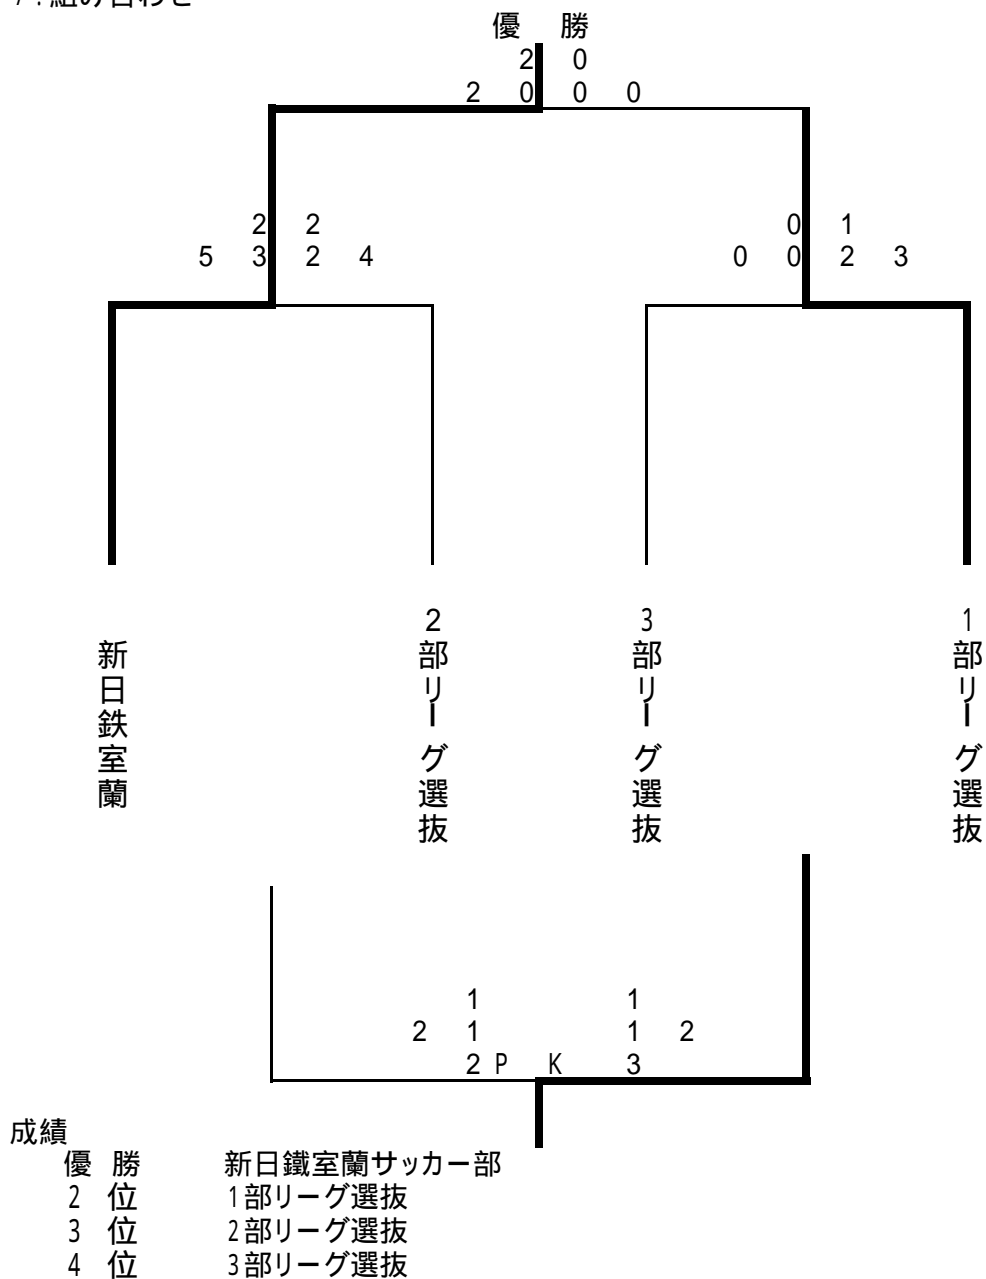 組み合わせ
優 勝
2 0
2 0 0 0
2 2 0 1
5 3 2 4 0 0 2 3
新日鉄室蘭
2部リーグ選抜
3部リーグ選抜
1部リーグ選抜
1 1
2 1 1 2
2 P K 3
成績
優 勝 新日鐵室蘭サッカー部
2 位 1部リーグ選抜
3 位 2部リーグ選抜
4 位 3部リーグ選抜